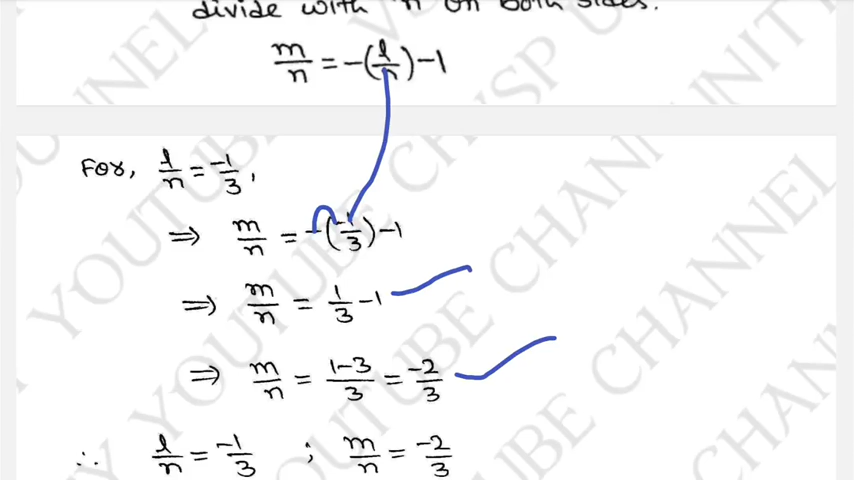 divide with 'n' on both sides.
m/n = -(l/n) - 1
For, l/n = -1/3,
⇒ m/n = -(-1/3) - 1
⇒ m/n = 1/3 - 1
⇒ m/n = 1-3/3 = -2/3
∴ l/n = -1/3 ; m/n = -2/3
YOUTUBE CHANNEL